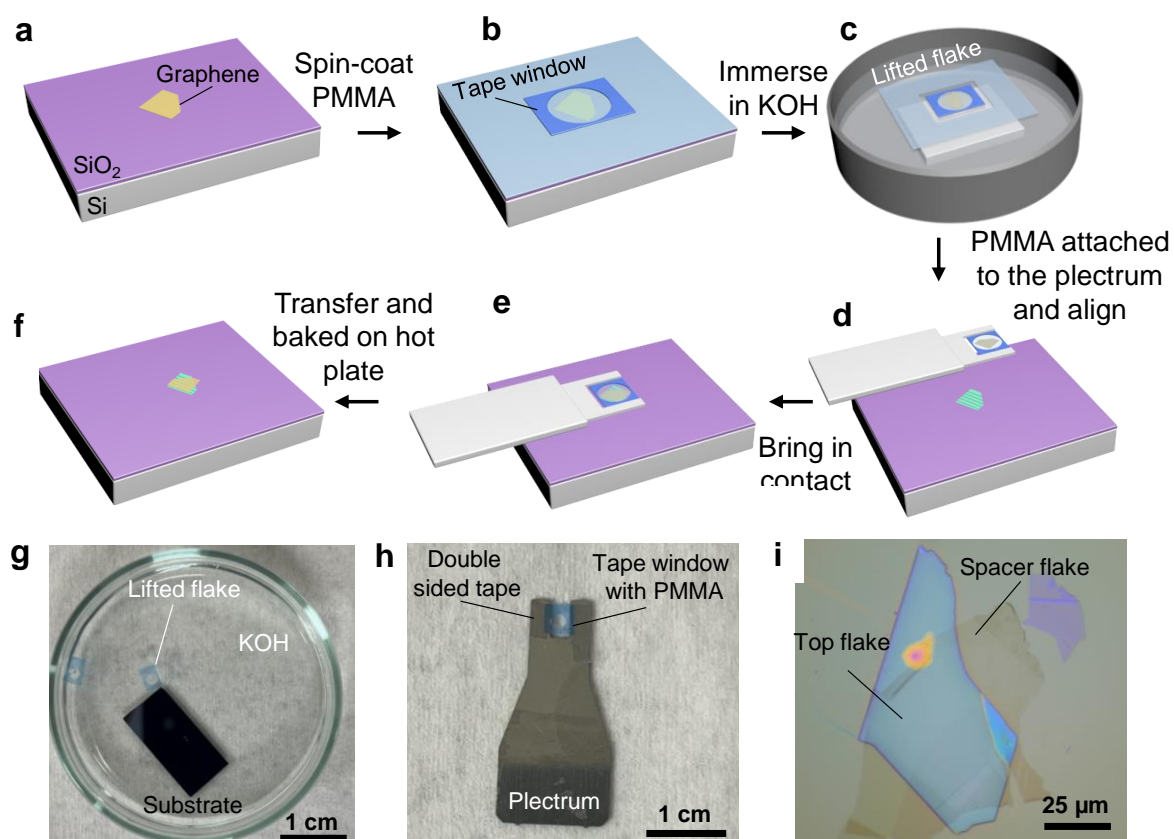 a
Graphene
SiO₂
Si
Spin-coat
PMMA
b
Tape window
Immerse
in KOH
c
Lifted flake
PMMA attached
to the plectrum
and align
d
Bring in
contact
e
Transfer and
baked on hot
plate
f
g
Lifted flake
KOH
Substrate
1 cm
h
Double
sided tape
Tape window
with PMMA
Plectrum
1 cm
i
Spacer flake
Top flake
25 µm